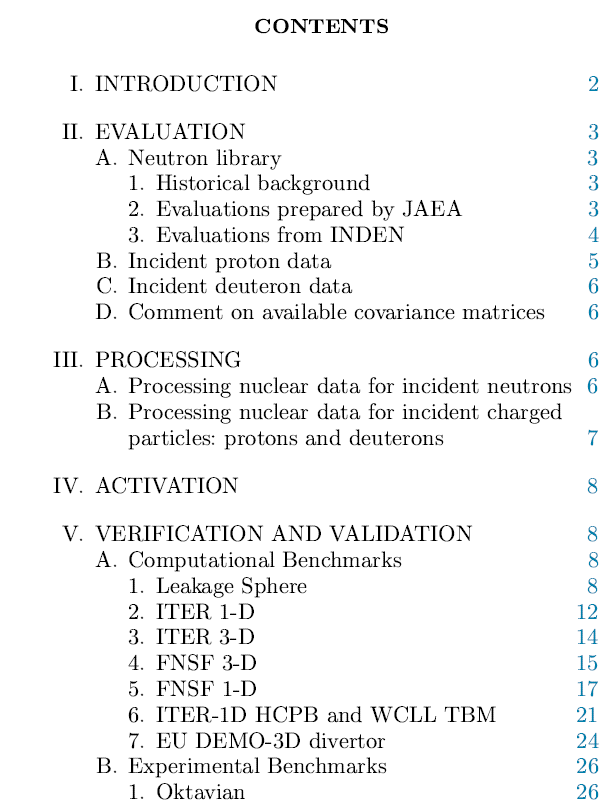 CONTENTS
I. INTRODUCTION 2
II. EVALUATION 3
A. Neutron library 3
1. Historical background 3
2. Evaluations prepared by JAEA 3
3. Evaluations from INDEN 4
B. Incident proton data 5
C. Incident deuteron data 6
D. Comment on available covariance matrices 6
III. PROCESSING 6
A. Processing nuclear data for incident neutrons 6
B. Processing nuclear data for incident charged
particles: protons and deuterons 7
IV. ACTIVATION 8
V. VERIFICATION AND VALIDATION 8
A. Computational Benchmarks 8
1. Leakage Sphere 8
2. ITER 1-D 12
3. ITER 3-D 14
4. FNSF 3-D 15
5. FNSF 1-D 17
6. ITER-1D HCPB and WCLL TBM 21
7. EU DEMO-3D divertor 24
B. Experimental Benchmarks 26
1. Oktavian 26